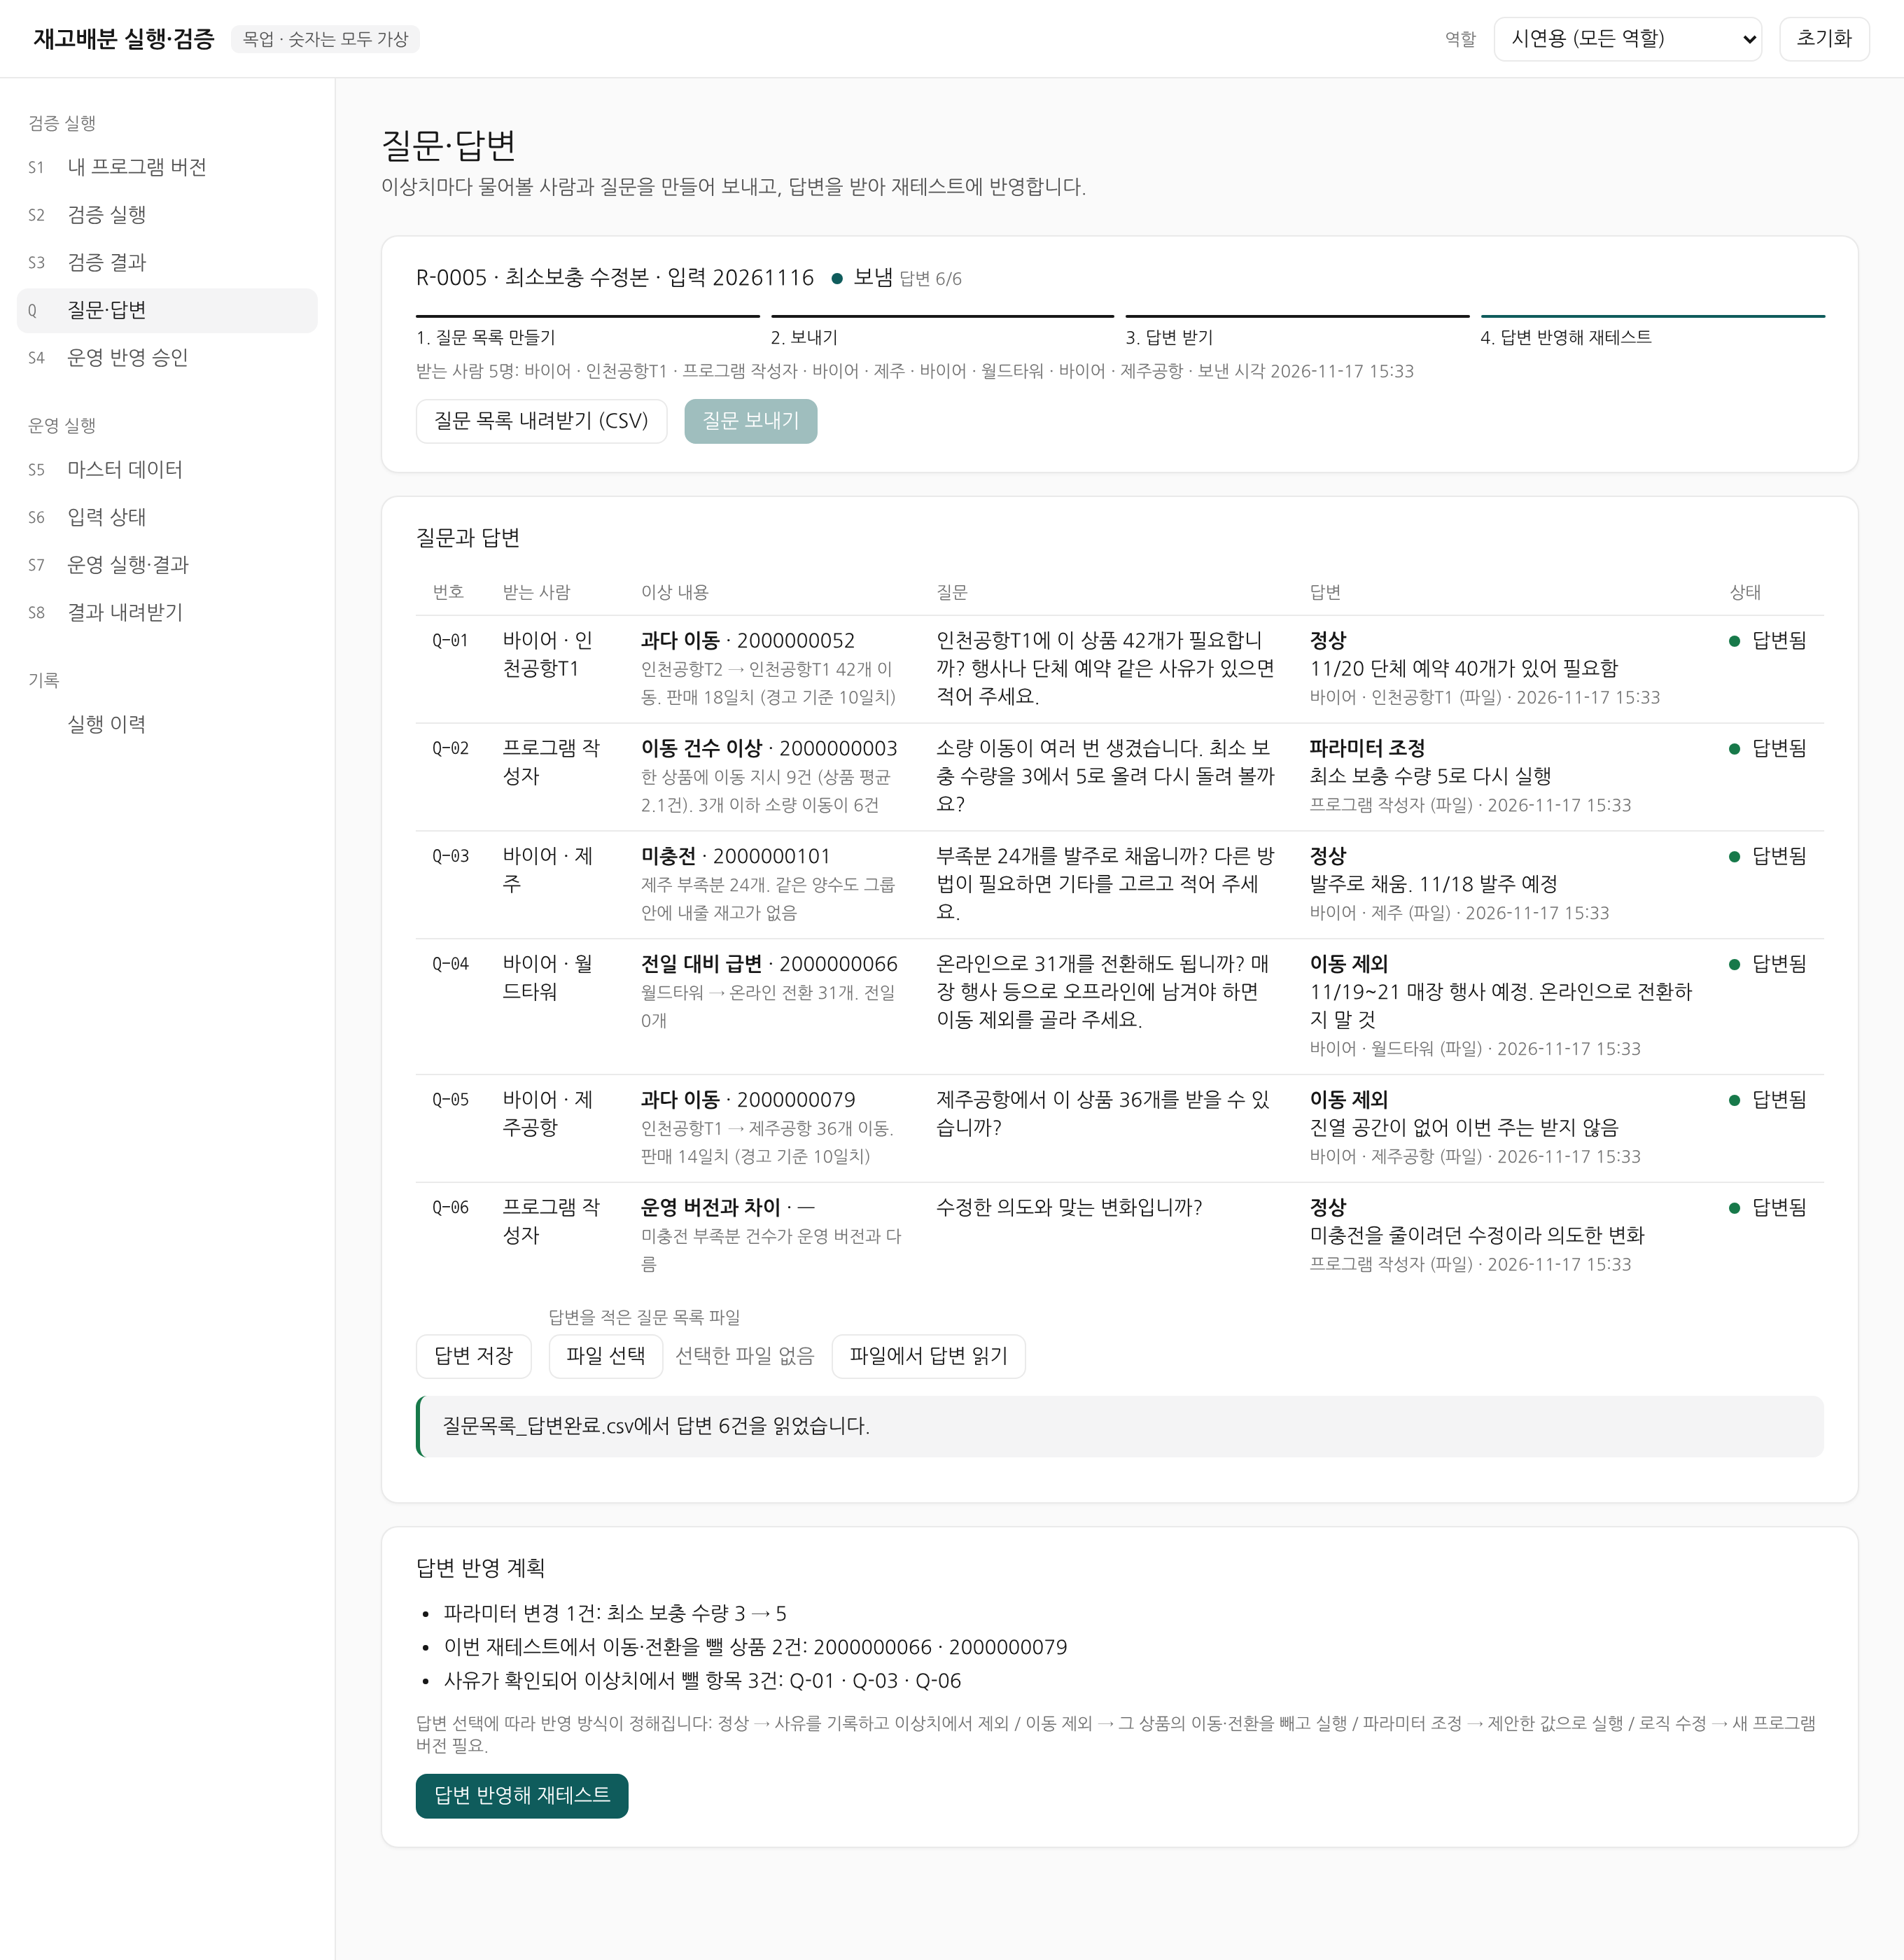 재고배분 실행·검증
목업 · 숫자는 모두 가상
역할
시연용 (모든 역할)
초기화
검증 실행
S1 내 프로그램 버전
S2 검증 실행
S3 검증 결과
Q 질문·답변
S4 운영 반영 승인
운영 실행
S5 마스터 데이터
S6 입력 상태
S7 운영 실행·결과
S8 결과 내려받기
기록
실행 이력
질문·답변
이상치마다 물어볼 사람과 질문을 만들어 보내고, 답변을 받아 재테스트에 반영합니다.
R-0005 · 최소보충 수정본 · 입력 20261116 ● 보냄 답변 6/6
1. 질문 목록 만들기
2. 보내기
3. 답변 받기
4. 답변 반영해 재테스트
받는 사람 5명: 바이어 · 인천공항T1 · 프로그램 작성자 · 바이어 · 제주 · 바이어 · 월드타워 · 바이어 · 제주공항 · 보낸 시각 2026-11-17 15:33
질문 목록 내려받기 (CSV)
질문 보내기
질문과 답변
번호 받는 사람 이상 내용 질문 답변 상태
Q-01
바이어 · 인
천공항T1
과다 이동 · 2000000052
인천공항T2 → 인천공항T1 42개 이
동. 판매 18일치 (경고 기준 10일치)
인천공항T1에 이 상품 42개가 필요합니
까? 행사나 단체 예약 같은 사유가 있으면
적어 주세요.
정상
11/20 단체 예약 40개가 있어 필요함
바이어 · 인천공항T1 (파일) · 2026-11-17 15:33
● 답변됨
Q-02
프로그램 작
성자
이동 건수 이상 · 2000000003
한 상품에 이동 지시 9건 (상품 평균
2.1건). 3개 이하 소량 이동이 6건
소량 이동이 여러 번 생겼습니다. 최소 보
충 수량을 3에서 5로 올려 다시 돌려 볼까
요?
파라미터 조정
최소 보충 수량 5로 다시 실행
프로그램 작성자 (파일) · 2026-11-17 15:33
● 답변됨
Q-03
바이어 · 제
주
미충전 · 2000000101
제주 부족분 24개. 같은 양수도 그룹
안에 내줄 재고가 없음
부족분 24개를 발주로 채웁니까? 다른 방
법이 필요하면 기타를 고르고 적어 주세
요.
정상
발주로 채움. 11/18 발주 예정
바이어 · 제주 (파일) · 2026-11-17 15:33
● 답변됨
Q-04
바이어 · 월
드타워
전일 대비 급변 · 2000000066
월드타워 → 온라인 전환 31개. 전일
0개
온라인으로 31개를 전환해도 됩니까? 매
장 행사 등으로 오프라인에 남겨야 하면
이동 제외를 골라 주세요.
이동 제외
11/19~21 매장 행사 예정. 온라인으로 전환하
지 말 것
바이어 · 월드타워 (파일) · 2026-11-17 15:33
● 답변됨
Q-05
바이어 · 제
주공항
과다 이동 · 2000000079
인천공항T1 → 제주공항 36개 이동.
판매 14일치 (경고 기준 10일치)
제주공항에서 이 상품 36개를 받을 수 있
습니까?
이동 제외
진열 공간이 없어 이번 주는 받지 않음
바이어 · 제주공항 (파일) · 2026-11-17 15:33
● 답변됨
Q-06
프로그램 작
성자
운영 버전과 차이 · —
미충전 부족분 건수가 운영 버전과 다
름
수정한 의도와 맞는 변화입니까?
정상
미충전을 줄이려던 수정이라 의도한 변화
프로그램 작성자 (파일) · 2026-11-17 15:33
● 답변됨
답변을 적은 질문 목록 파일
답변 저장
파일 선택
선택한 파일 없음
파일에서 답변 읽기
질문목록_답변완료.csv에서 답변 6건을 읽었습니다.
답변 반영 계획
• 파라미터 변경 1건: 최소 보충 수량 3 → 5
• 이번 재테스트에서 이동·전환을 뺄 상품 2건: 2000000066 · 2000000079
• 사유가 확인되어 이상치에서 뺄 항목 3건: Q-01 · Q-03 · Q-06
답변 선택에 따라 반영 방식이 정해집니다: 정상 → 사유를 기록하고 이상치에서 제외 / 이동 제외 → 그 상품의 이동·전환을 빼고 실행 / 파라미터 조정 → 제안한 값으로 실행 / 로직 수정 → 새 프로그램
버전 필요.
답변 반영해 재테스트